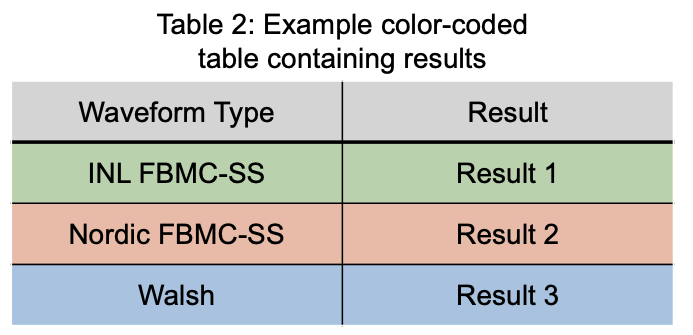 Table 2: Example color-coded
table containing results
Waveform Type Result
INL FBMC-SS Result 1
Nordic FBMC-SS Result 2
Walsh Result 3